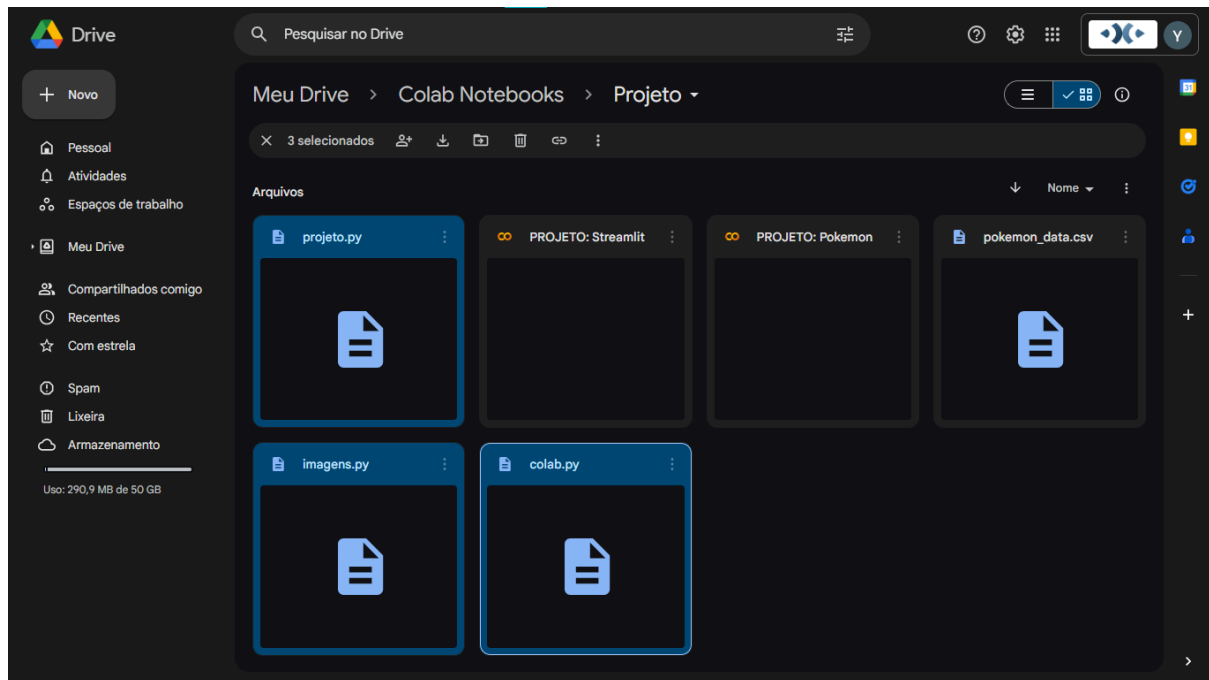 Drive
Pesquisar no Drive
Y
Novo
Meu Drive > Colab Notebooks > Projeto
31
3 selecionados
Pessoal
Atividades
Espaços de trabalho
Meu Drive
Compartilhados comigo
Recentes
Com estrela
Spam
Lixeira
Armazenamento
Uso: 290,9 MB de 50 GB
Arquivos
Nome
projeto.py
PROJETO: Streamlit
PROJETO: Pokemon
pokemon_data.csv
imagens.py
colab.py